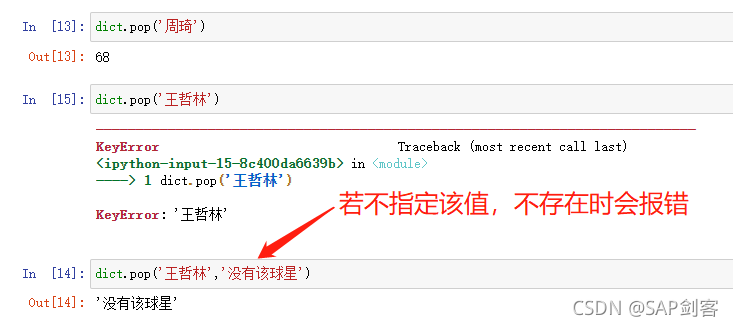 In [13]: dict.pop('周琦')
Out[13]: 68
In [15]: dict.pop('王哲林')
KeyError Traceback (most recent call last)
<ipython-input-15-8c400da6639b> in <module>
----> 1 dict.pop('王哲林')
KeyError: '王哲林'
若不指定该值，不存在时会报错
In [14]: dict.pop('王哲林','没有该球星')
Out[14]: '没有该球星'
CSDN @SAP剑客